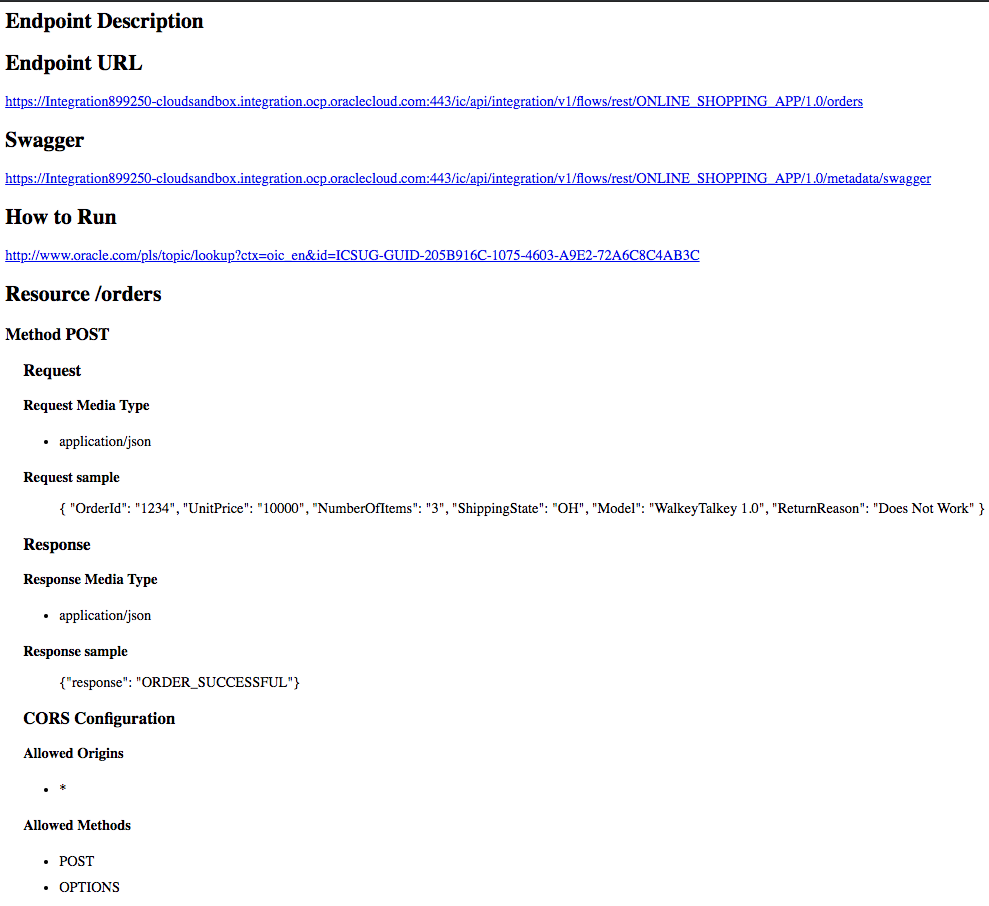 Endpoint Description
Endpoint URL
https://Integration899250-cloudsandbox.integration.ocp.oraclecloud.com:443/ic/api/integration/v1/flows/rest/ONLINE_SHOPPING_APP/1.0/orders
Swagger
https://Integration899250-cloudsandbox.integration.ocp.oraclecloud.com:443/ic/api/integration/v1/flows/rest/ONLINE_SHOPPING_APP/1.0/metadata/swagger
How to Run
http://www.oracle.com/pls/topic/lookup?ctx=oic_en&id=ICSUG-GUID-205B916C-1075-4603-A9E2-72A6C8C4AB3C
Resource /orders
Method POST
Request
Request Media Type
• application/json
Request sample
{ "OrderId": "1234", "UnitPrice": "10000", "NumberOfItems": "3", "ShippingState": "OH", "Model": "WalkeyTalkey 1.0", "ReturnReason": "Does Not Work" }
Response
Response Media Type
• application/json
Response sample
{"response": "ORDER_SUCCESSFUL"}
CORS Configuration
Allowed Origins
• *
Allowed Methods
• POST
• OPTIONS